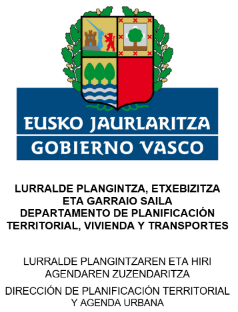 EUSKO JAURLARITZA
GOBIERNO VASCO
LURRALDE PLANGINTZA, ETXEBIZITZA
ETA GARRAIO SAILA
DEPARTAMENTO DE PLANIFICACIÓN
TERRITORIAL, VIVIENDA Y TRANSPORTES
LURRALDE PLANGINTZAREN ETA HIRI
AGENDAREN ZUZENDARITZA
DIRECCIÓN DE PLANIFICACIÓN TERRITORIAL
Y AGENDA URBANA